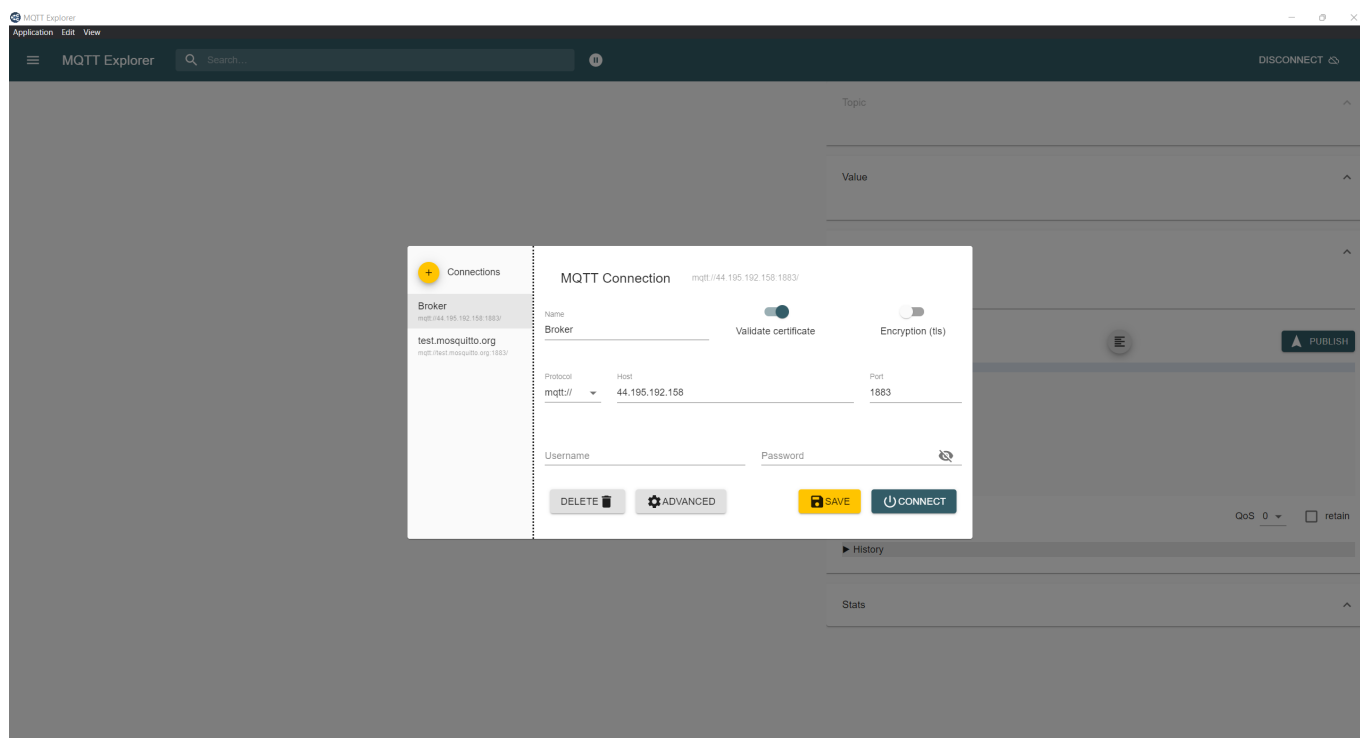 MQTT Explorer
Application Edit View
MQTT Explorer Search... DISCONNECT
Topic
Value
Connections
MQTT Connection mqtt://44.195.192.158:1883/
Broker
mqtt://44.195.192.158:1883/
test.mosquitto.org
mqtt://test.mosquitto.org:1883/
Name
Broker
Validate certificate Encryption (tls)
Protocol Host Port
mqtt:// 44.195.192.158 1883
Username Password
DELETE ADVANCED SAVE CONNECT
PUBLISH
QoS 0 retain
▶ History
Stats